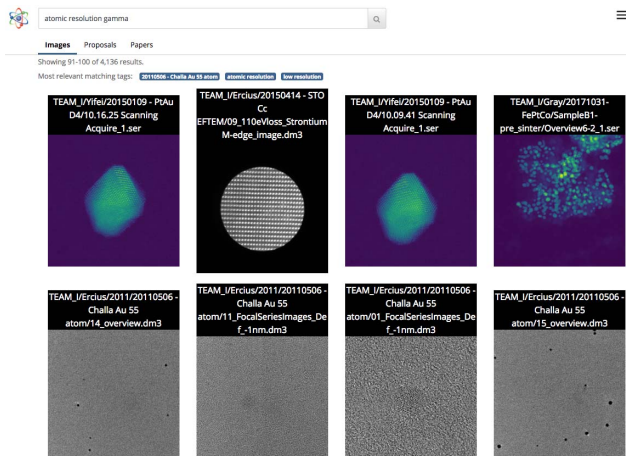 atomic resolution gamma
Images Proposals Papers
Showing 91-100 of 4,136 results.
Most relevant matching tags: 20110506 - Challa Au 55 atom atomic resolution low resolution
TEAM_I/Yifei/20150109 - PtAu
D4/10.16.25 Scanning
Acquire_1.ser
TEAM_I/Ercius/20150414 - STO
Cc
EFTEM/09_110eVloss_Strontium
M-edge_image.dm3
TEAM_I/Yifei/20150109 - PtAu
D4/10.09.41 Scanning
Acquire_1.ser
TEAM_I/Gray/20171031-
FePtCo/SampleB1-
pre_sinter/Overview6-2_1.ser
TEAM_I/Ercius/2011/20110506 -
Challa Au 55
atom/14_overview.dm3
TEAM_I/Ercius/2011/20110506 -
Challa Au 55
atom/11_FocalSeriesImages_De
f_-1nm.dm3
TEAM_I/Ercius/2011/20110506 -
Challa Au 55
atom/01_FocalSeriesImages_De
f_-1nm.dm3
TEAM_I/Ercius/2011/20110506 -
Challa Au 55
atom/15_overview.dm3